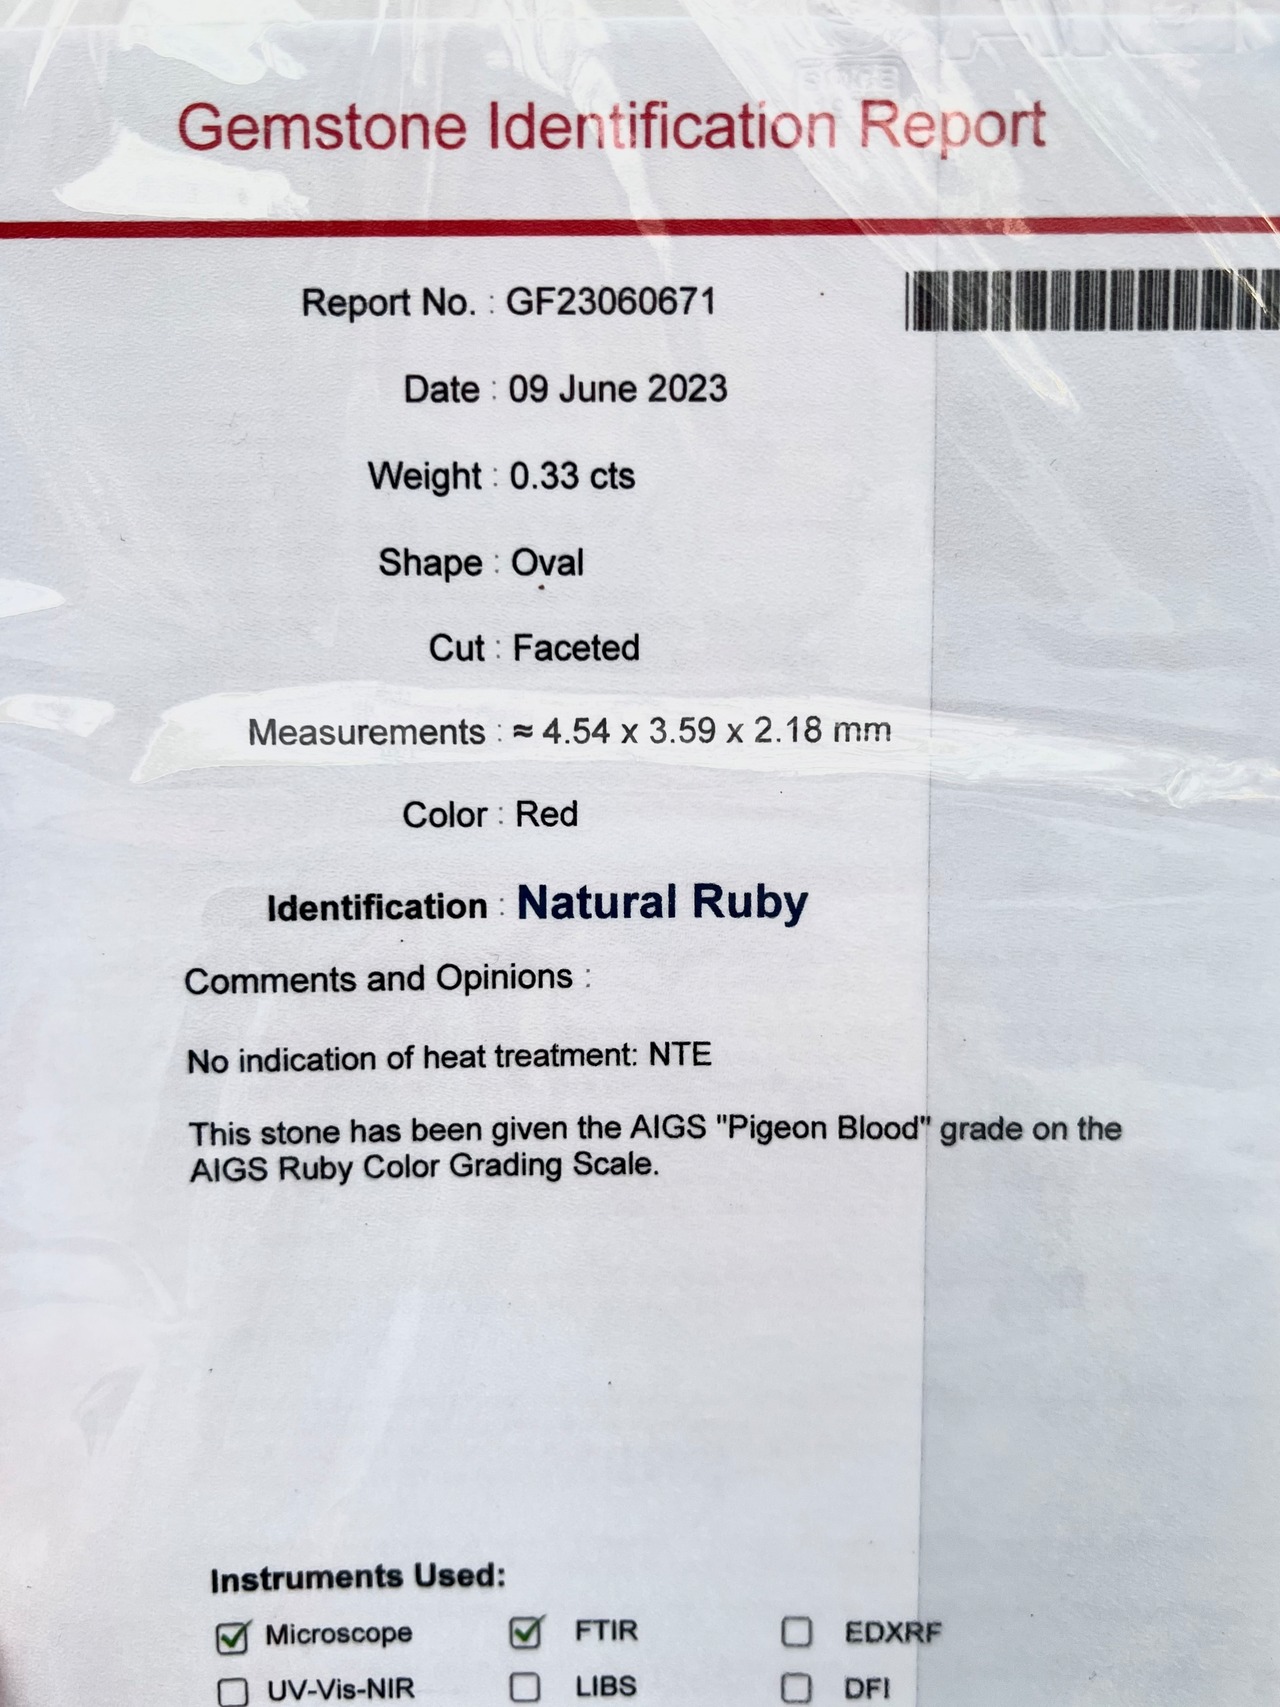 Gemstone Identification Report
Report No. : GF23060671
Date : 09 June 2023
Weight : 0.33 cts
Shape : Oval
Cut : Faceted
Measurements : ≈ 4.54 x 3.59 x 2.18 mm
Color : Red
Identification : Natural Ruby
Comments and Opinions :
No indication of heat treatment: NTE
This stone has been given the AIGS "Pigeon Blood" grade on the
AIGS Ruby Color Grading Scale.
Instruments Used:
Microscope FTIR EDXRF
UV-Vis-NIR LIBS DFI